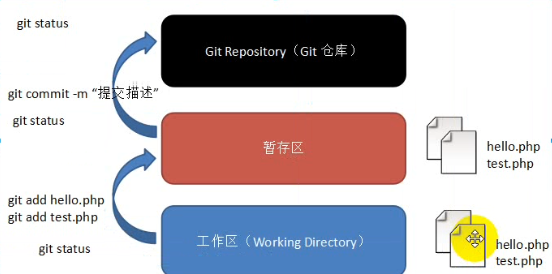 git status
Git Repository（Git 仓库）
git commit -m “提交描述”
git status
暂存区
hello.php
test.php
git add hello.php
git add test.php
工作区（Working Directory）
git status
hello.php
test.php